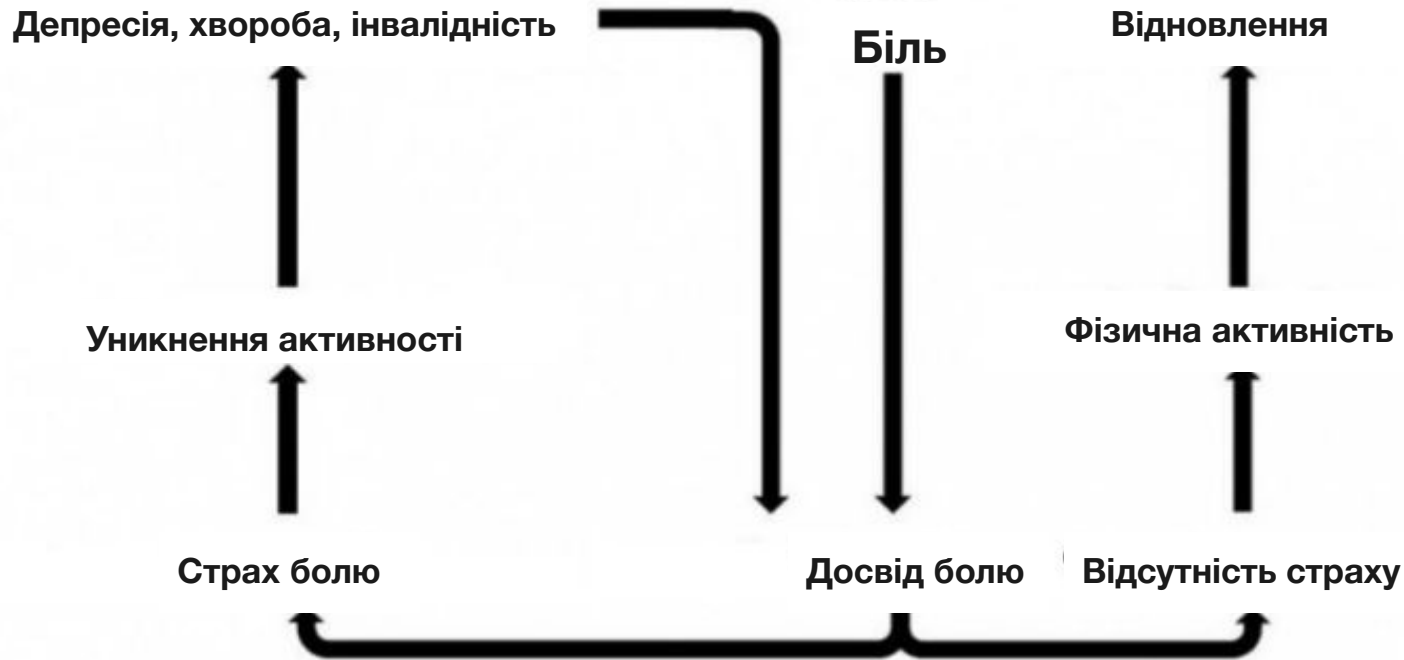 Депресія, хвороба, інвалідність
Біль
Відновлення
Уникнення активності
Фізична активність
Страх болю
Досвід болю
Відсутність страху